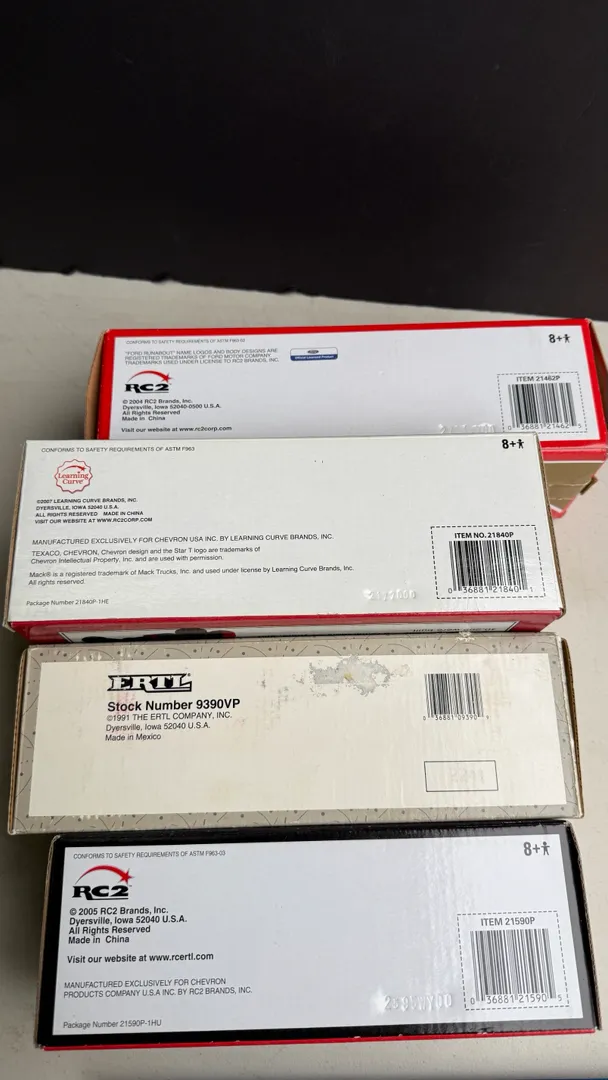 CONFORMS TO SAFETY REQUIREMENTS OF ASTM F963-03
8+
"FORD RUNABOUT" NAME LOGOS AND BODY DESIGNS ARE
REGISTERED TRADEMARKS OF FORD MOTOR COMPANY
TRADEMARKS USED UNDER LICENSE TO RC2 BRANDS, INC.
RC2
© 2004 RC2 Brands, Inc.
Dyersville, Iowa 52040-0500 U.S.A.
All Rights Reserved
Made in China
Visit our website at www.rc2corp.com
ITEM 21462P
0 36881 21462 5
CONFORMS TO SAFETY REQUIREMENTS OF ASTM F963
8+
Learning
Curve
©2007 LEARNING CURVE BRANDS, INC.
DYERSVILLE, IOWA 52040 U.S.A.
ALL RIGHTS RESERVED MADE IN CHINA
VISIT OUR WEBSITE AT WWW.RC2CORP.COM
MANUFACTURED EXCLUSIVELY FOR CHEVRON USA INC. BY LEARNING CURVE BRANDS, INC.
TEXACO, CHEVRON, Chevron design and the Star T logo are trademarks of
Chevron Intellectual Property, Inc. and are used with permission.
Mack® is a registered trademark of Mack Trucks, Inc. and used under license by Learning Curve Brands, Inc.
All rights reserved.
Package Number 21840P-1HE
ITEM NO. 21840P
0 36881 21840 1
ERTL
Stock Number 9390VP
©1991 THE ERTL COMPANY, INC.
Dyersville, Iowa 52040 U.S.A.
Made in Mexico
0 36881 09390
CONFORMS TO SAFETY REQUIREMENTS OF ASTM F963-03
8+
RC2
© 2005 RC2 Brands, Inc.
Dyersville, Iowa 52040 U.S.A.
All Rights Reserved
Made in China
Visit our website at www.rcertl.com
MANUFACTURED EXCLUSIVELY FOR CHEVRON
PRODUCTS COMPANY U.S.A INC. BY RC2 BRANDS, INC.
Package Number 21590P-1HU
ITEM 21590P
0 36881 21590 5